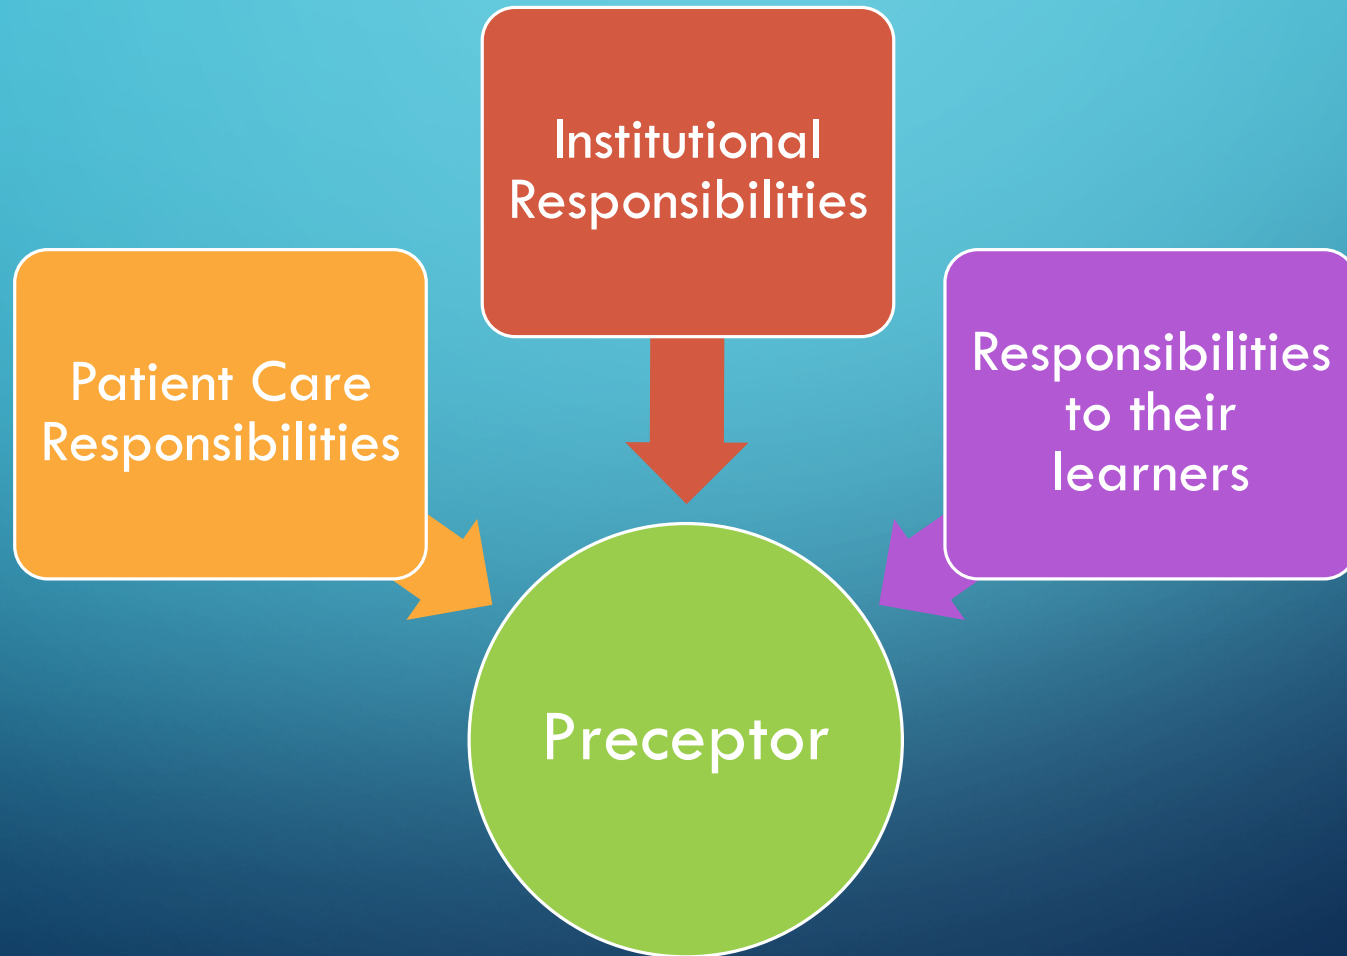 Institutional
Responsibilities
Patient Care
Responsibilities
Responsibilities
to their
learners
Preceptor